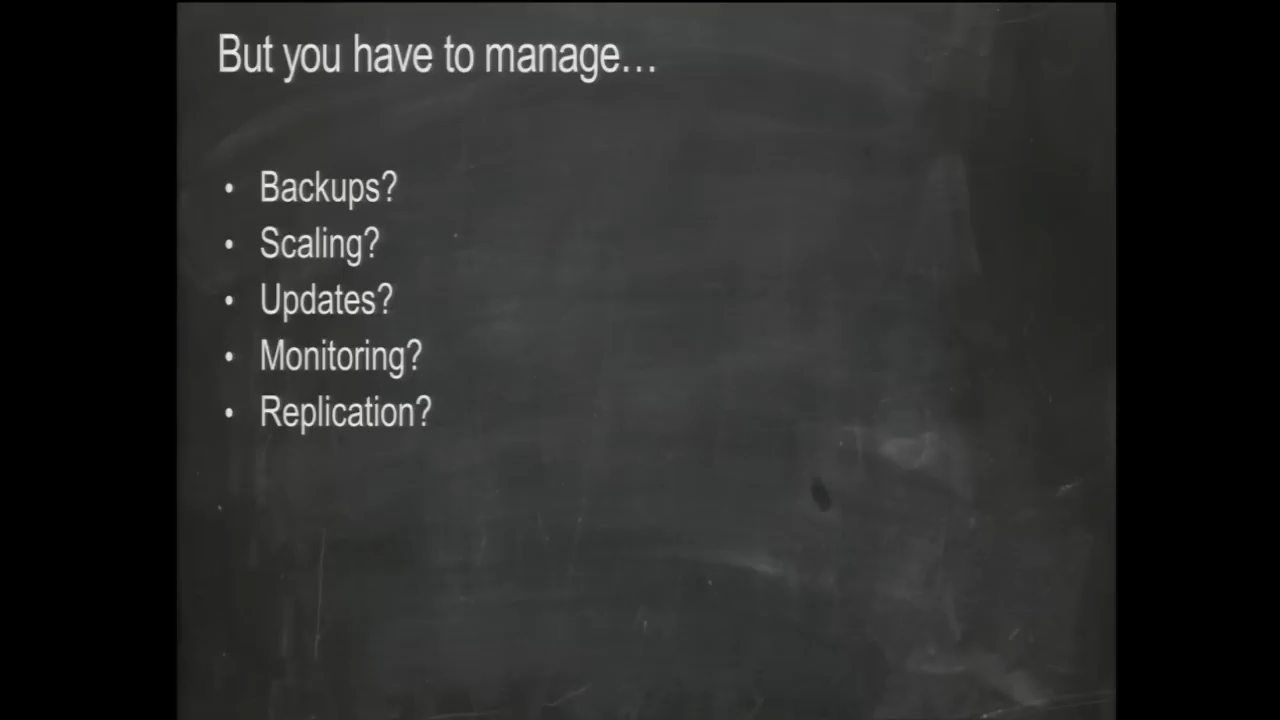 But you have to manage…
• Backups?
• Scaling?
• Updates?
• Monitoring?
• Replication?